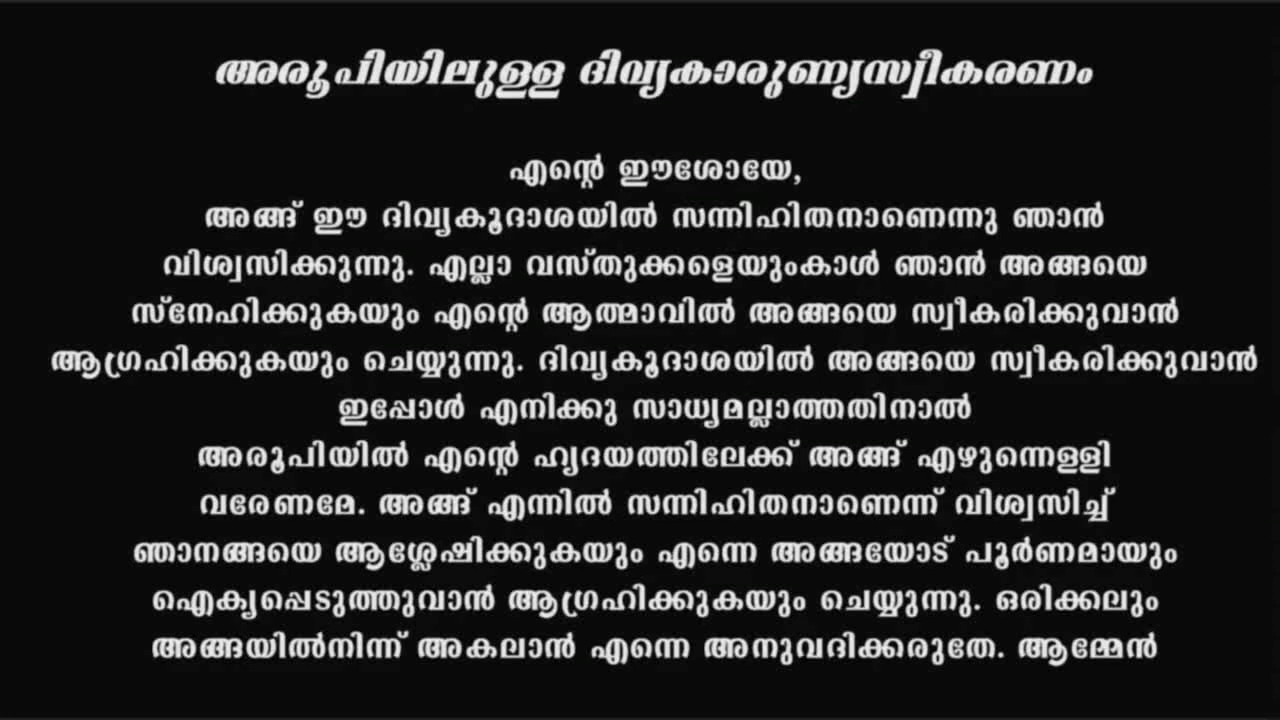 അരൂപിയിലുള്ള ദിവ്യകാരുണ്യസ്വീകരണം
എന്റെ ഈശോയേ,
അങ്ങ് ഈ ദിവ്യകൂദാശയിൽ സന്നിഹിതനാണെന്നു ഞാൻ
വിശ്വസിക്കുന്നു. എല്ലാ വസ്തുക്കളെയുംകാൾ ഞാൻ അങ്ങയെ
സ്നേഹിക്കുകയും എന്റെ ആത്മാവിൽ അങ്ങയെ സ്വീകരിക്കുവാൻ
ആഗ്രഹിക്കുകയും ചെയ്യുന്നു. ദിവ്യകൂദാശയിൽ അങ്ങയെ സ്വീകരിക്കുവാൻ
ഇപ്പോൾ എനിക്കു സാധ്യമല്ലാത്തതിനാൽ
അരൂപിയിൽ എന്റെ ഹൃദയത്തിലേക്ക് അങ്ങ് എഴുന്നെള്ളി
വരേണമേ. അങ്ങ് എന്നിൽ സന്നിഹിതനാണെന്ന് വിശ്വസിച്ച്
ഞാനങ്ങയെ ആശ്ലേഷിക്കുകയും എന്നെ അങ്ങയോട് പൂർണമായും
ഐക്യപ്പെടുത്തുവാൻ ആഗ്രഹിക്കുകയും ചെയ്യുന്നു. ഒരിക്കലും
അങ്ങയിൽനിന്ന് അകലാൻ എന്നെ അനുവദിക്കരുതേ. ആമ്മേൻ